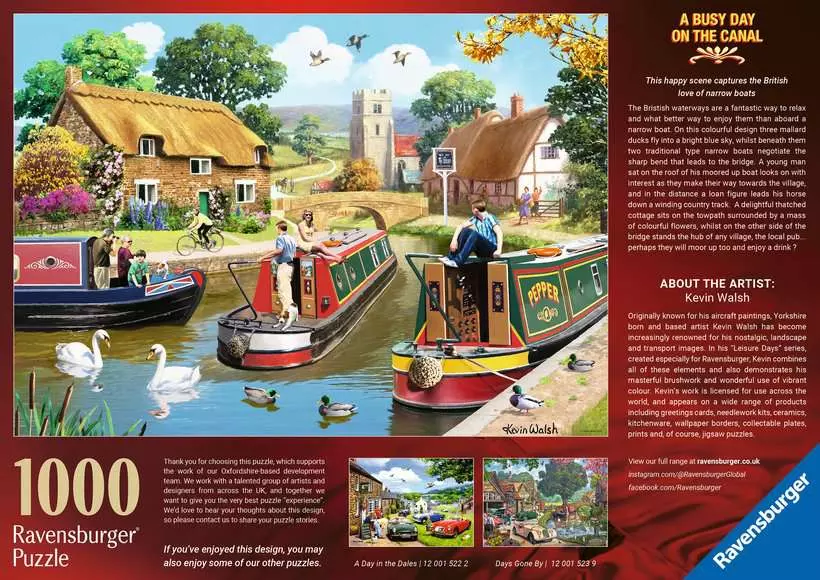 A BUSY DAY
ON THE CANAL
This happy scene captures the British
love of narrow boats
The Bristish waterways are a fantastic way to relax
and what better way to enjoy them than aboard a
narrow boat. On this colourful design three mallard
ducks fly into a bright blue sky, whilst beneath them
two traditional type narrow boats negotiate the
sharp bend that leads to the bridge. A young man
sat on the roof of his moored up boat looks on with
interest as they make their way towards the village,
and in the distance a loan figure leads his horse
down a winding country track. A delightful thatched
cottage sits on the towpath surrounded by a mass
of colourful flowers, whilst on the other side of the
bridge stands the hub of any village, the local pub...
perhaps they will moor up too and enjoy a drink ?
ABOUT THE ARTIST:
Kevin Walsh
Originally known for his aircraft paintings, Yorkshire
born and based artist Kevin Walsh has become
increasingly renowned for his nostalgic, landscape
and transport images. In his "Leisure Days" series,
created especially for Ravensburger, Kevin combines
all of these elements and also demonstrates his
masterful brushwork and wonderful use of vibrant
colour. Kevin's work is licensed for use across the
world, and appears on a wide range of products
including greetings cards, needlework kits, ceramics,
kitchenware, wallpaper borders, collectable plates,
prints and, of course, jigsaw puzzles.
View our full range at ravensburger.co.uk
instagram.com/@RavensburgerGlobal
facebook.com/Ravensburger
PEPPER
Kevin Walsh
1000
Ravensburger®
Puzzle
Thank you for choosing this puzzle, which supports
the work of our Oxfordshire-based development
team. We work with a talented group of artists and
designers from across the UK, and together we
want to give you the very best puzzle "experience".
We'd love to hear your thoughts about this design,
so please contact us to share your puzzle stories.
If you've enjoyed this design, you may
also enjoy some of our other puzzles.
A Day in the Dales | 12 001 522 2
Days Gone By | 12 001 523 9
Ravensburger